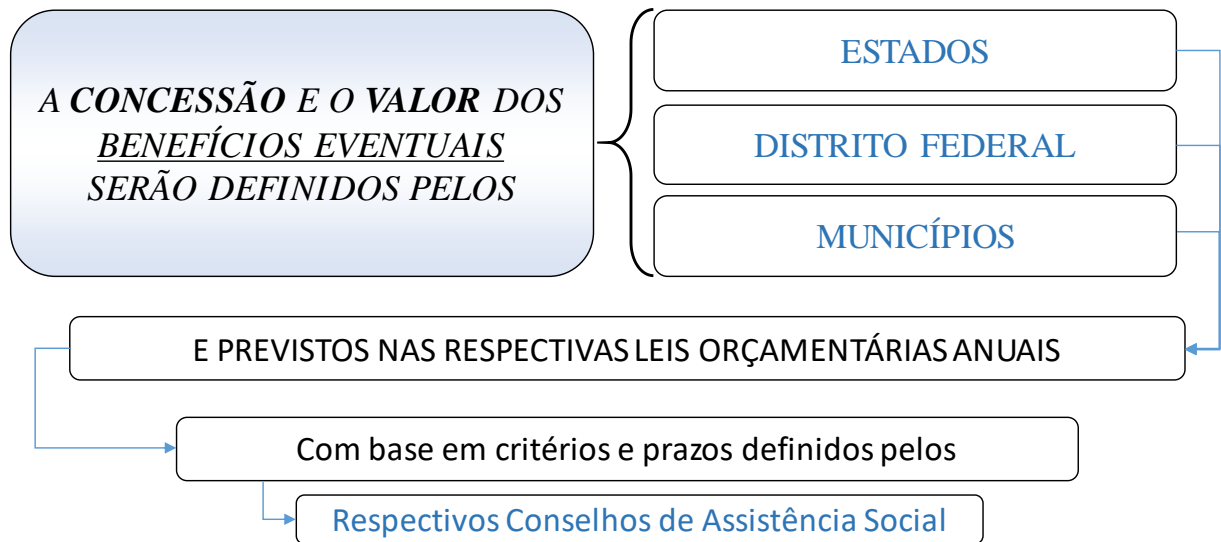 A CONCESSÃO E O VALOR DOS
BENEFÍCIOS EVENTUAIS
SERÃO DEFINIDOS PELOS
ESTADOS
DISTRITO FEDERAL
MUNICÍPIOS
E PREVISTOS NAS RESPECTIVAS LEIS ORÇAMENTÁRIAS ANUAIS
Com base em critérios e prazos definidos pelos
Respectivos Conselhos de Assistência Social